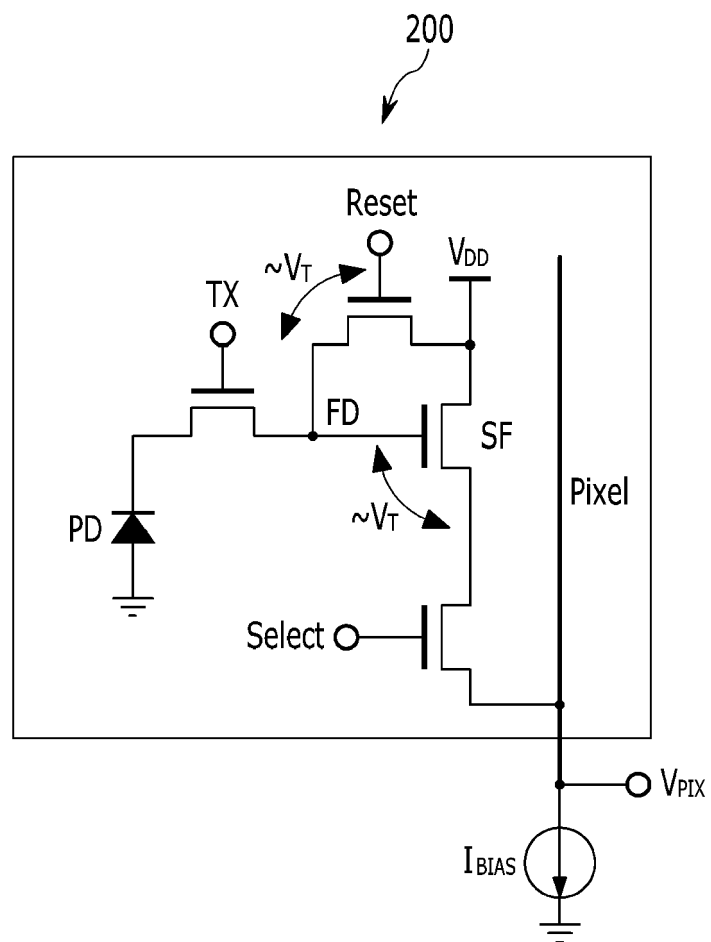 200
Reset
~VT
VDD
TX
FD
SF
Pixel
PD
~VT
Select
VPIX
IBIAS